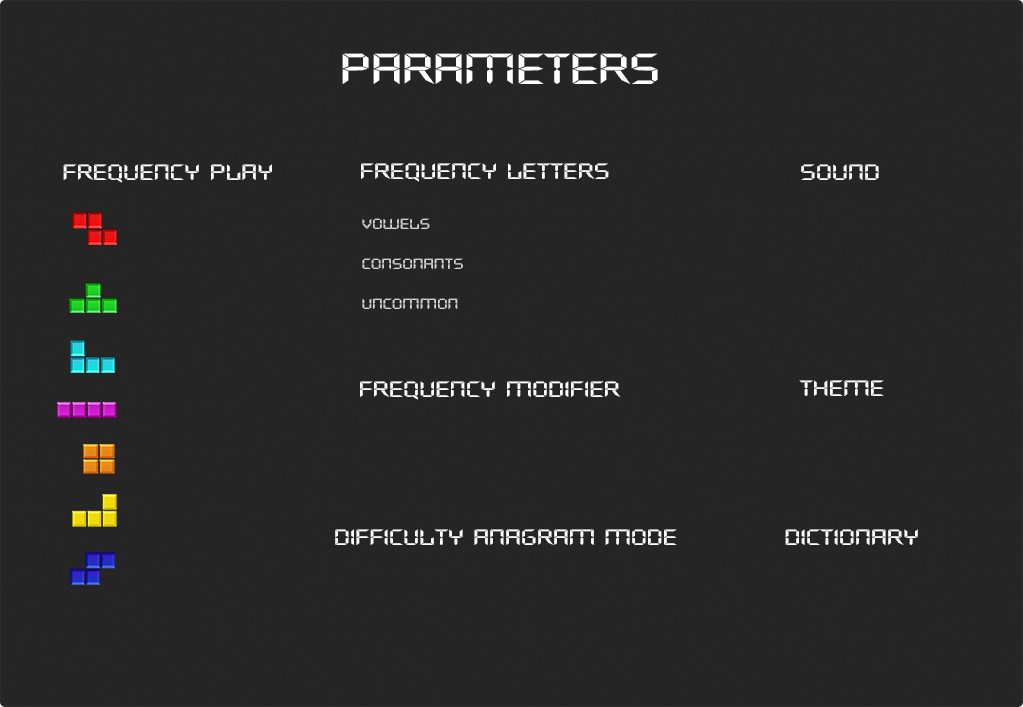 PARAMETERS
FREQUENCY PLAY
FREQUENCY LETTERS
SOUND
VOWELS
CONSONANTS
UNCOMMON
FREQUENCY MODIFIER
THEME
DIFFICULTY ANAGRAM MODE
DICTIONARY